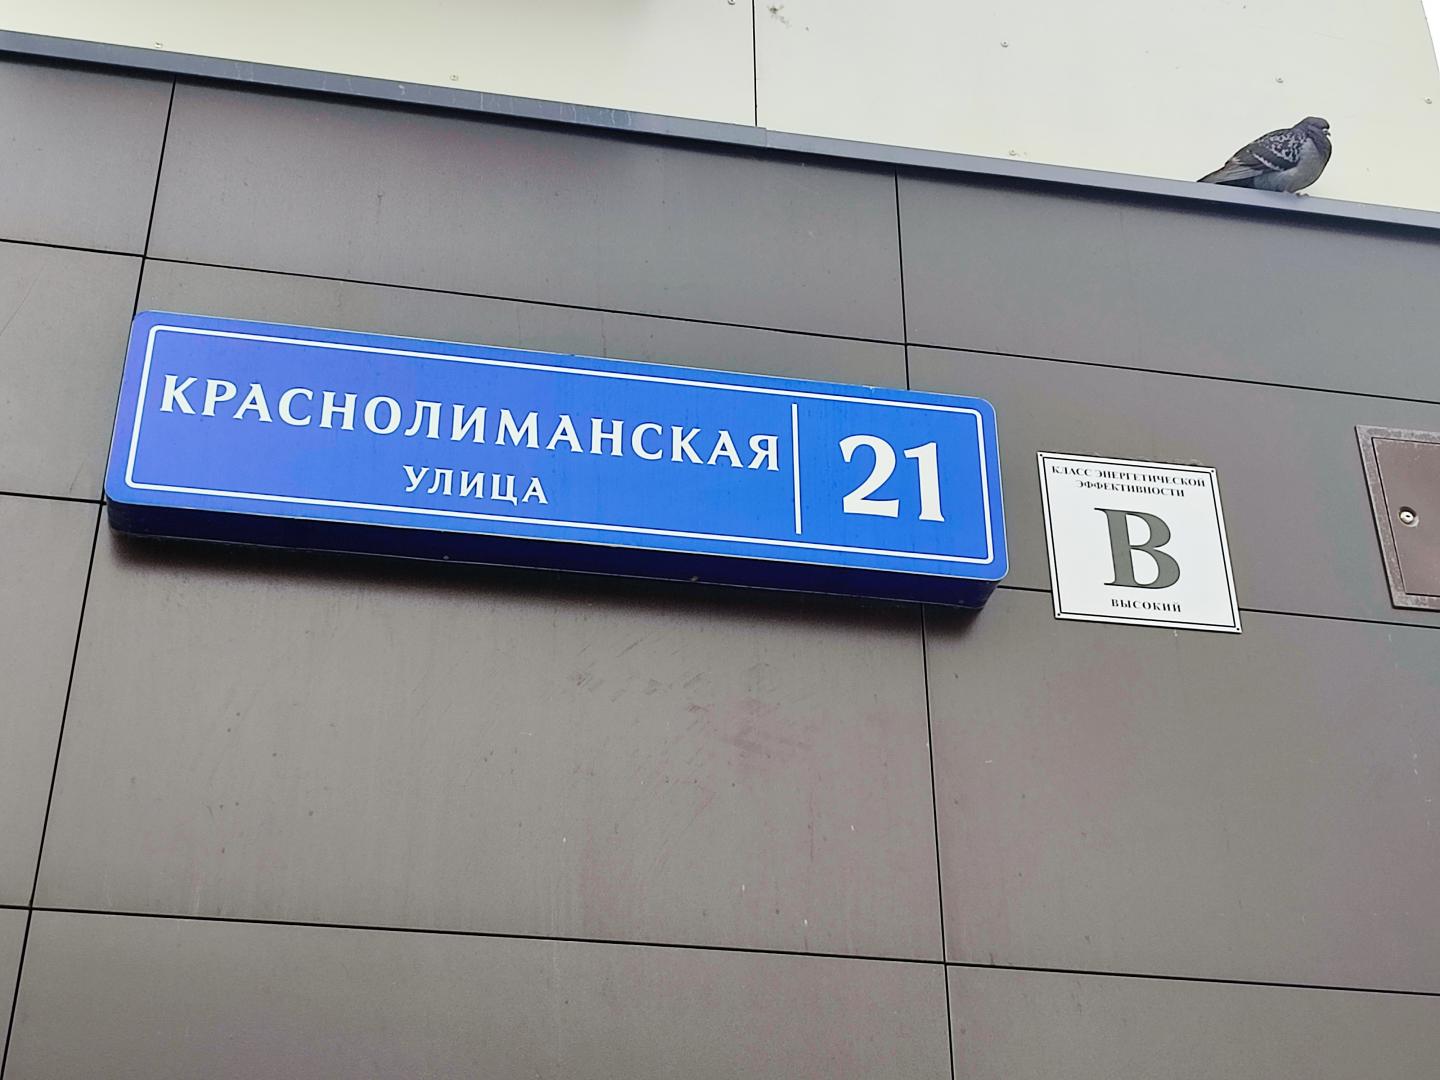 КРАСНОЛИМАНСКАЯ
УЛИЦА
21
КЛАСС ЭНЕРГЕТИЧЕСКОЙ
ЭФФЕКТИВНОСТИ
B
ВЫСОКИЙ